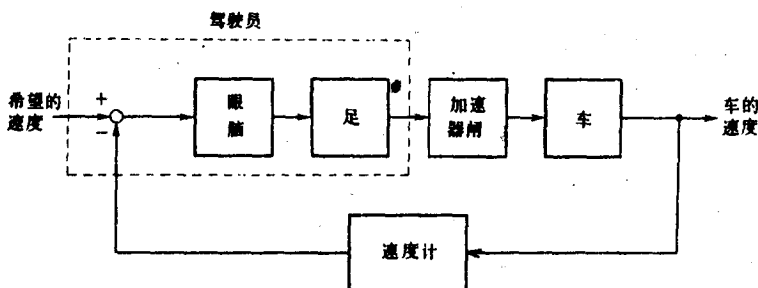 驾驶员
希望的
速度
+
−
眼
脑
足
加速
器闸
车
车的
速度
速度计